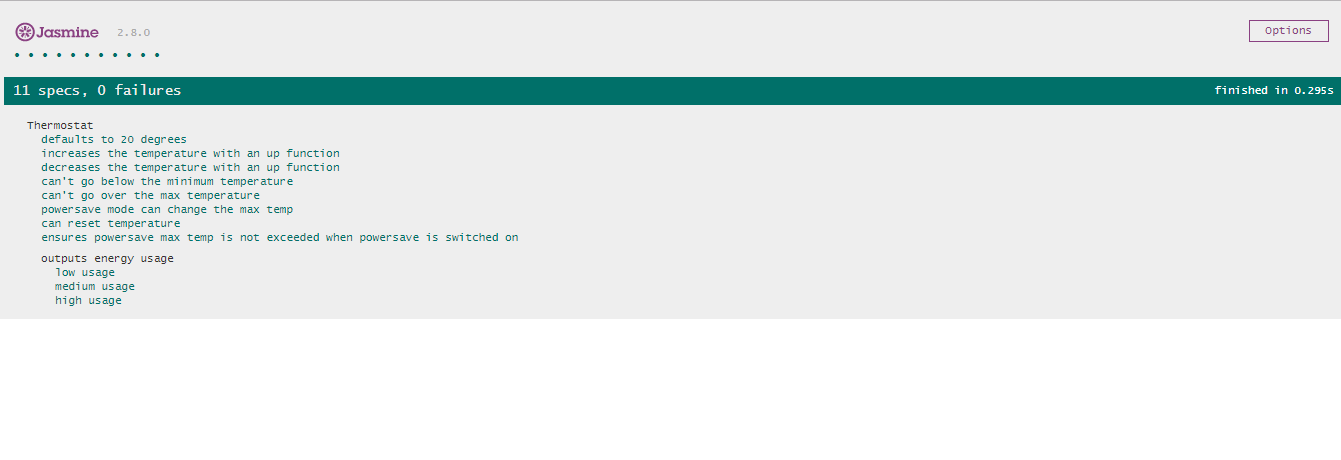 Jasmine 2.8.0
Options
11 specs, 0 failures
finished in 0.295s
Thermostat
defaults to 20 degrees
increases the temperature with an up function
decreases the temperature with an up function
can't go below the minimum temperature
can't go over the max temperature
powersave mode can change the max temp
can reset temperature
ensures powersave max temp is not exceeded when powersave is switched on
outputs energy usage
low usage
medium usage
high usage